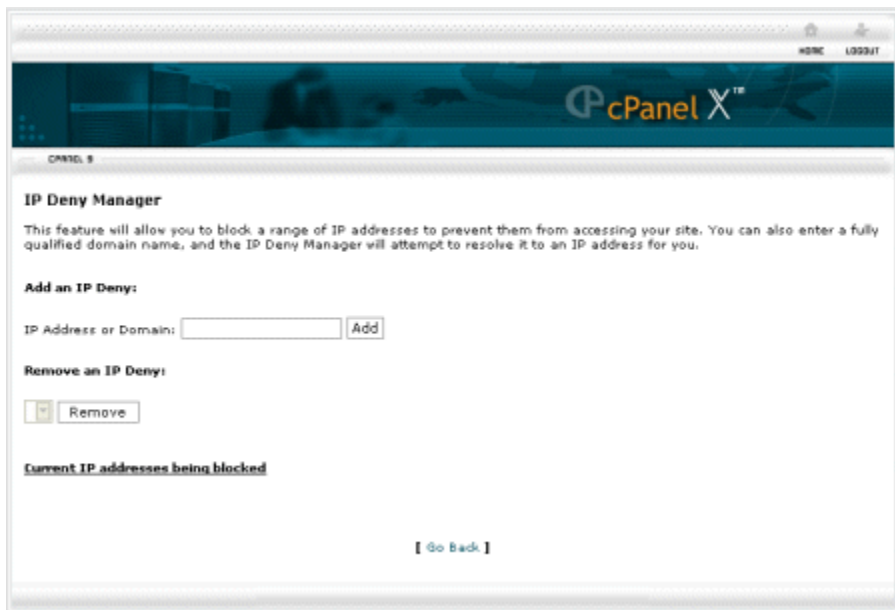 HOME LOGOUT
cPanel X™
CPANEL 9
IP Deny Manager
This feature will allow you to block a range of IP addresses to prevent them from accessing your site. You can also enter a fully
qualified domain name, and the IP Deny Manager will attempt to resolve it to an IP address for you.
Add an IP Deny:
IP Address or Domain: Add
Remove an IP Deny:
Remove
Current IP addresses being blocked
[ Go Back ]